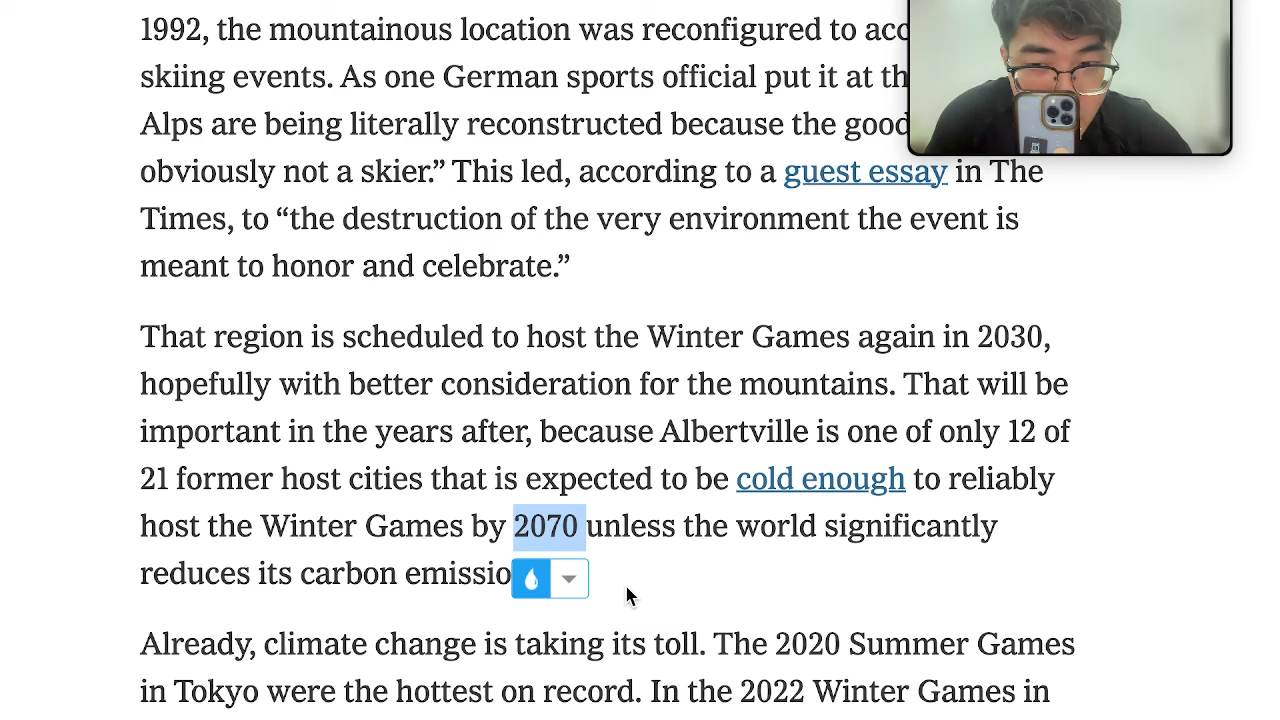 1992, the mountainous location was reconfigured to
skiing events. As one German sports official put it at
Alps are being literally reconstructed because the
obviously not a skier.” This led, according to a guest essay in The
Times, to “the destruction of the very environment the event is
meant to honor and celebrate.”
That region is scheduled to host the Winter Games again in 2030,
hopefully with better consideration for the mountains. That will be
important in the years after, because Albertville is one of only 12 of
21 former host cities that is expected to be cold enough to reliably
host the Winter Games by 2070 unless the world significantly
reduces its carbon
Already, climate change is taking its toll. The 2020 Summer Games
in Tokyo were the hottest on record. In the 2022 Winter Games in